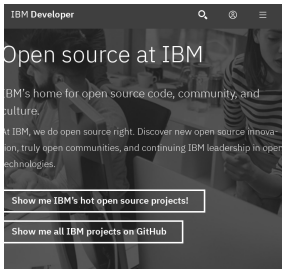 IBM Developer
Open source at IBM
IBM's home for open source code, community, and
culture.
At IBM, we do open source right. Discover new open source innova-
tion, truly open communities, and continuing IBM leadership in open
technologies.
Show me IBM's hot open source projects!
Show me all IBM projects on GitHub